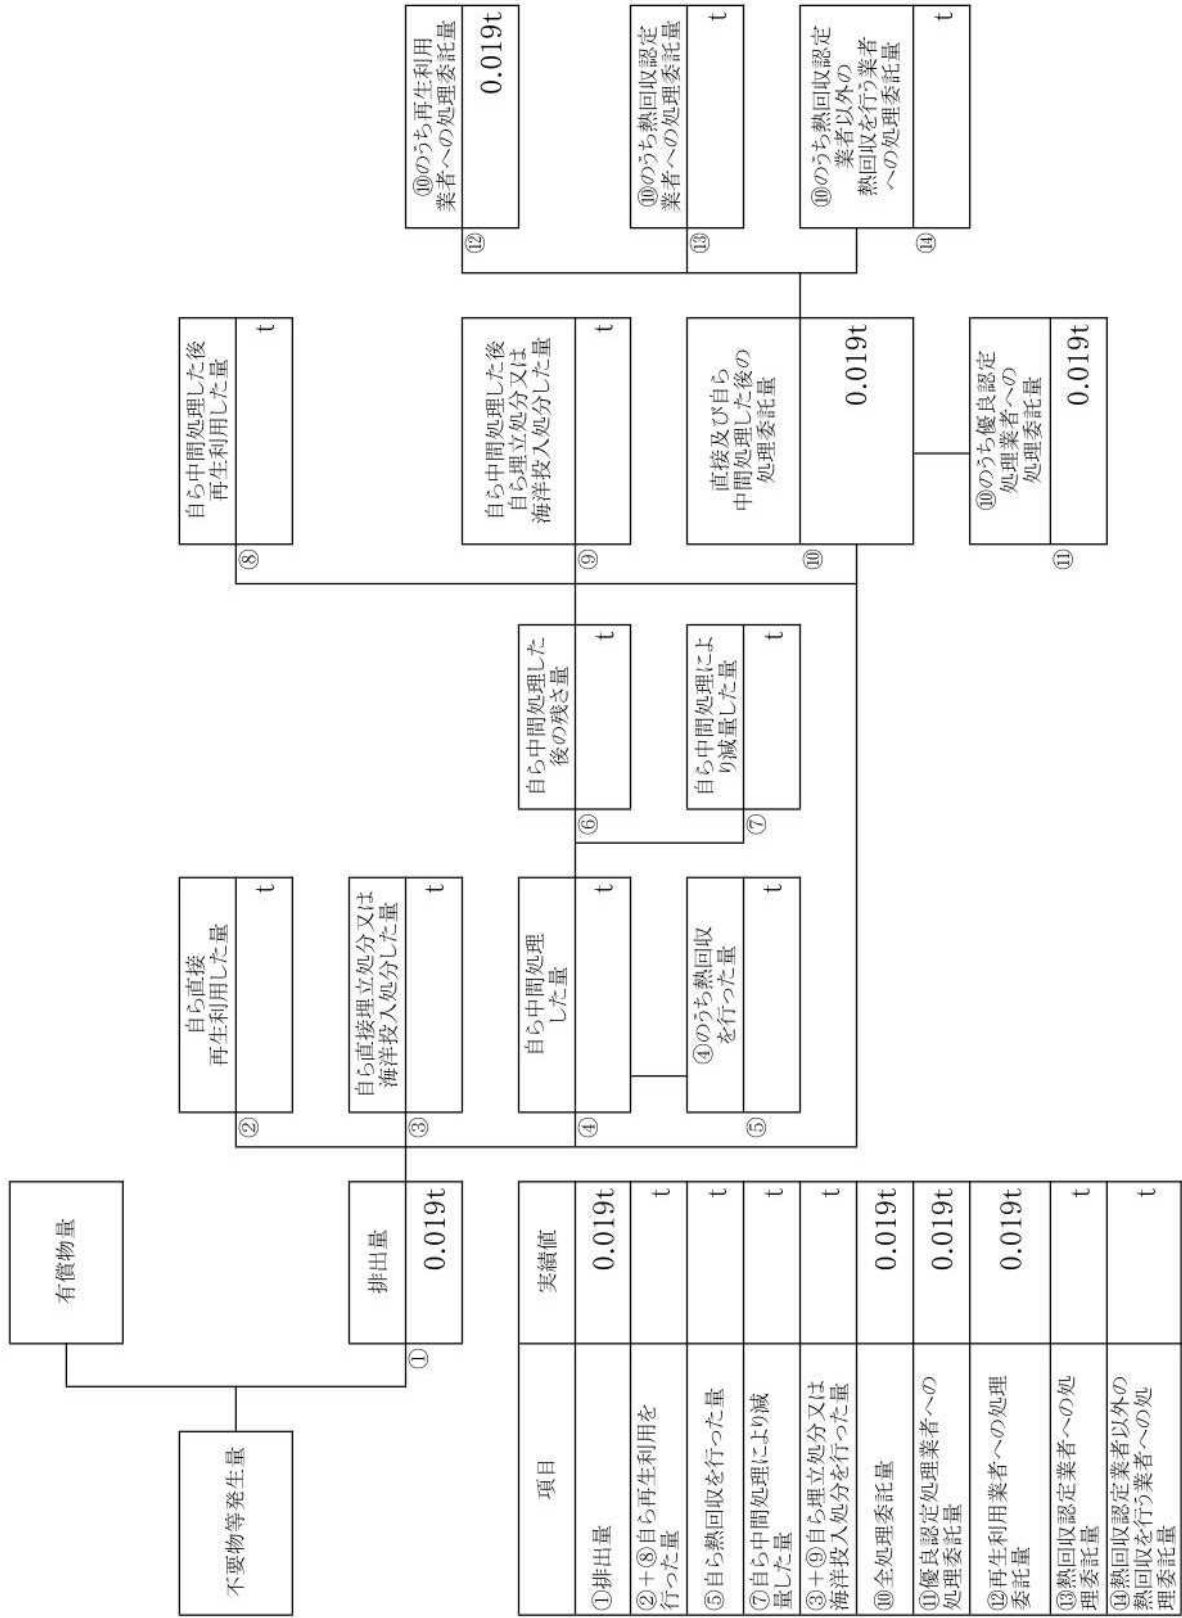 不要物等発生量
有償物量
排出量
①
0.019t
自ら直接
再生利用した量
②
t
自ら直接埋立処分又は
海洋投入処分した量
③
t
自ら中間処理
した量
④
t
④のうち熱回収
を行った量
⑤
t
自ら中間処理した
後の残さ量
⑥
t
自ら中間処理によ
り減量した量
⑦
t
自ら中間処理した後
再生利用した量
⑧
t
自ら中間処理した後
自ら埋立処分又は
海洋投入処分した量
⑨
t
直接及び自ら
中間処理した後の
処理委託量
⑩
0.019t
⑩のうち優良認定
処理業者への
処理委託量
⑪
0.019t
⑩のうち再生利用
業者への処理委託量
⑫
0.019t
⑩のうち熱回収認定
業者への処理委託量
⑬
t
⑩のうち熱回収認定
業者以外の
熱回収を行う業者
への処理委託量
⑭
t
項目 実績値
①排出量 0.019t
②+⑧自ら再生利用を
行った量 t
⑤自ら熱回収を行った量 t
⑦自ら中間処理により減
量した量 t
③+⑨自ら埋立処分又は
海洋投入処分を行った量 t
⑩全処理委託量 0.019t
⑪優良認定処理業者への
処理委託量 0.019t
⑫再生利用業者への処理
委託量 0.019t
⑬熱回収認定業者への処
理委託量 t
⑭熱回収認定業者以外の
熱回収を行う業者への処
理委託量 t